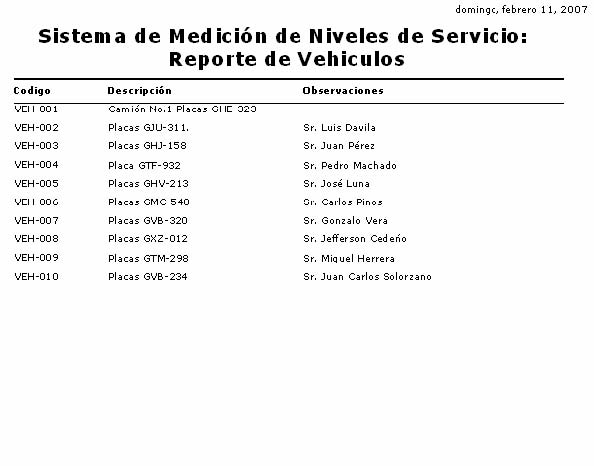 domingo, febrero 11, 2007
Sistema de Medición de Niveles de Servicio:
Reporte de Vehiculos
Codigo Descripción Observaciones
VEH-001 Camión No.1 Placas
VEH-002 Placas GJU-311. Sr. Luis Davila
VEH-003 Placas GHJ-158 Sr. Juan Pérez
VEH-004 Placa GTF-932 Sr. Pedro Machado
VEH-005 Placas GHV-213 Sr. José Luna
VEH-006 Placas GMC-540 Sr. Carlos Pinos
VEH-007 Placas GVB-320 Sr. Gonzalo Vera
VEH-008 Placas GXZ-012 Sr. Jefferson Cedeño
VEH-009 Placas GTM-298 Sr. Miguel Herrera
VEH-010 Placas GVB-234 Sr. Juan Carlos Solorzano